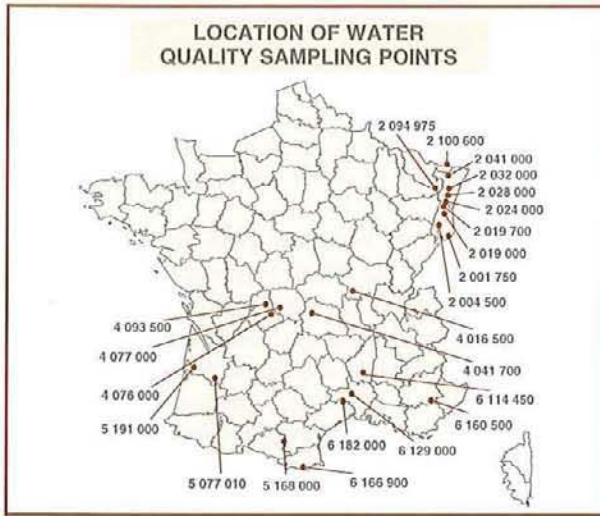 LOCATION OF WATER
QUALITY SAMPLING POINTS
2 094 975
2 100 600
2 041 000
2 032 000
2 028 000
2 024 000
2 019 700
2 019 000
2 001 750
2 004 500
4 093 500
4 016 500
4 077 000
4 041 700
4 076 000
6 114 450
5 191 000
6 160 500
6 182 000
6 129 000
5 077 010
5 168 000
6 166 900